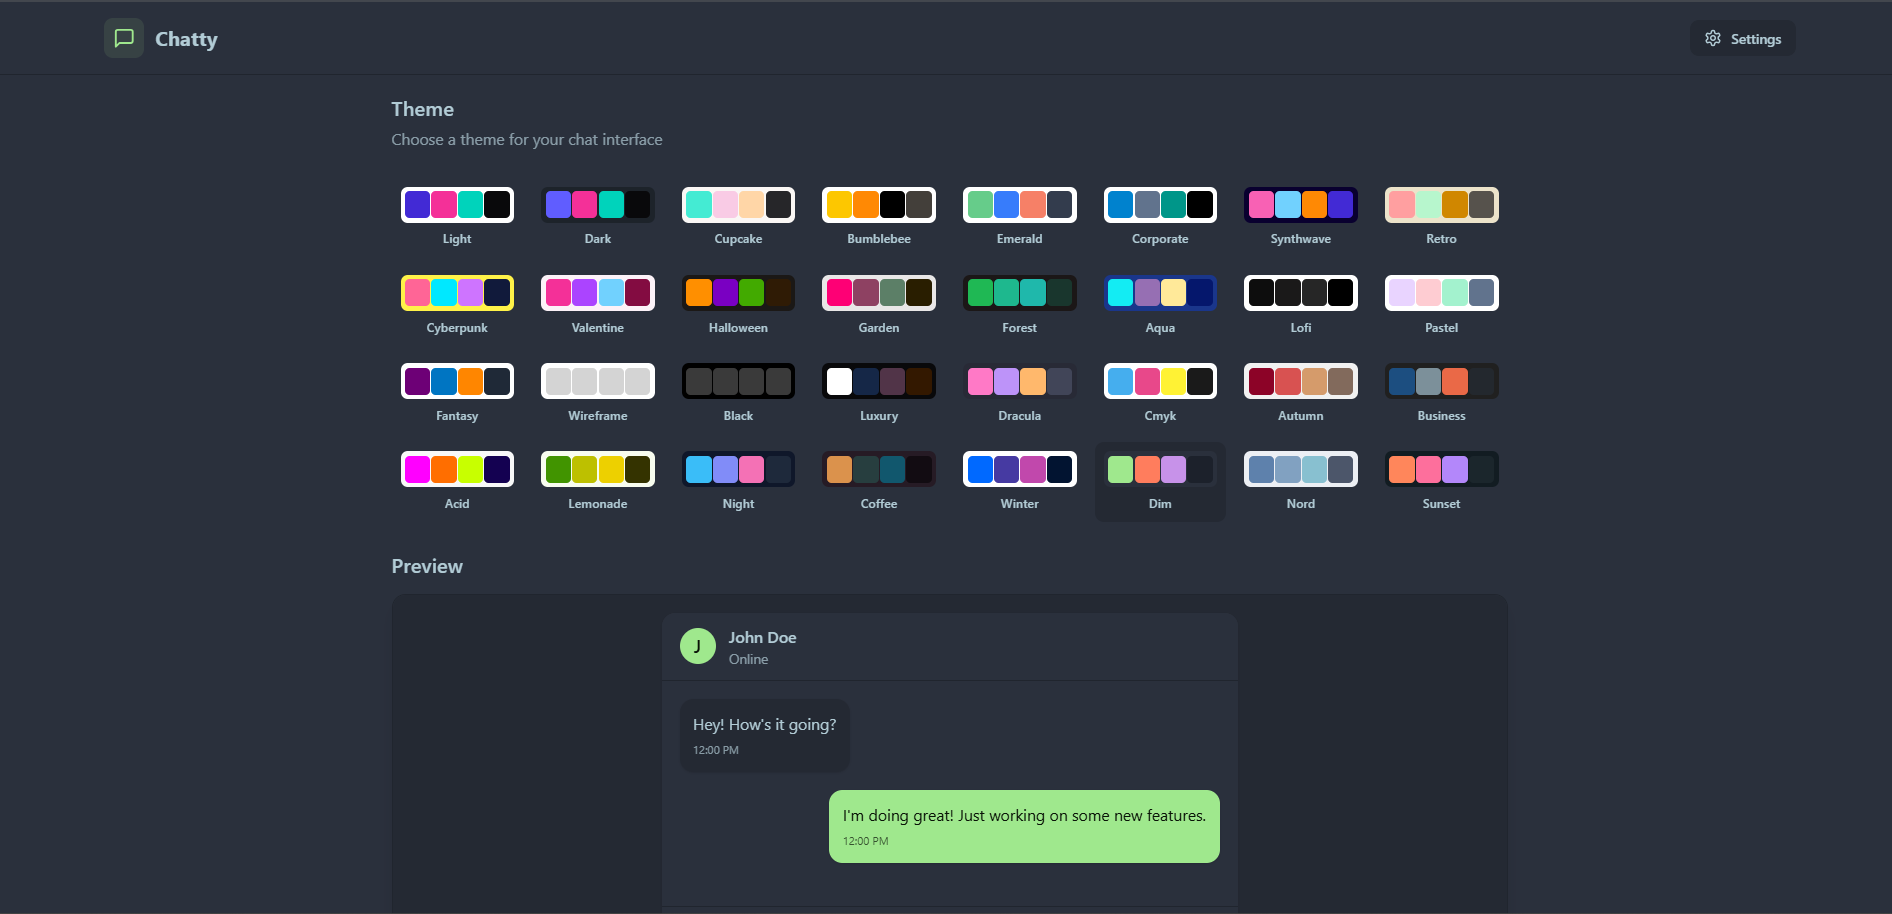 Chatty
Settings
Theme
Choose a theme for your chat interface
Light
Dark
Cupcake
Bumblebee
Emerald
Corporate
Synthwave
Retro
Cyberpunk
Valentine
Halloween
Garden
Forest
Aqua
Lofi
Pastel
Fantasy
Wireframe
Black
Luxury
Dracula
Cmyk
Autumn
Business
Acid
Lemonade
Night
Coffee
Winter
Dim
Nord
Sunset
Preview
J
John Doe
Online
Hey! How's it going?
12:00 PM
I'm doing great! Just working on some new features.
12:00 PM